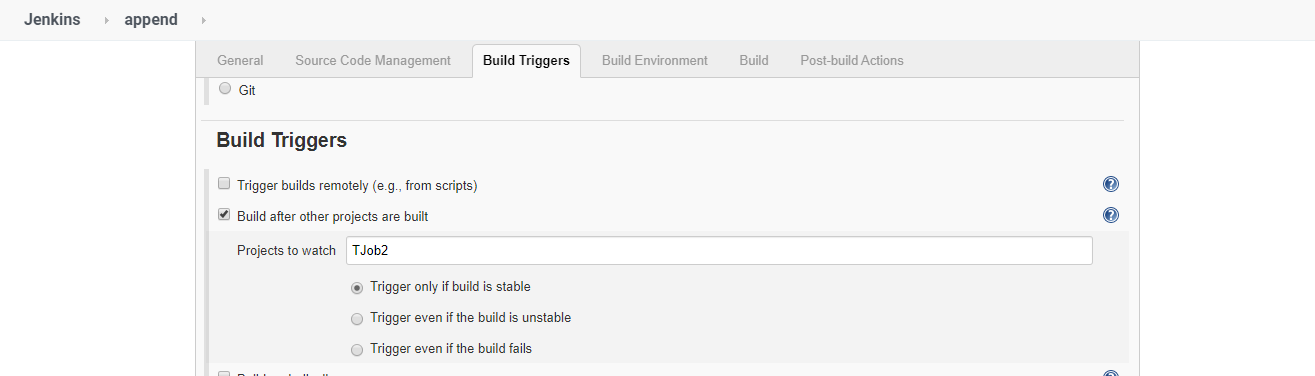 Jenkins append
General Source Code Management Build Triggers Build Environment Build Post-build Actions
Git
Build Triggers
Trigger builds remotely (e.g., from scripts)
Build after other projects are built
Projects to watch TJob2
Trigger only if build is stable
Trigger even if the build is unstable
Trigger even if the build fails